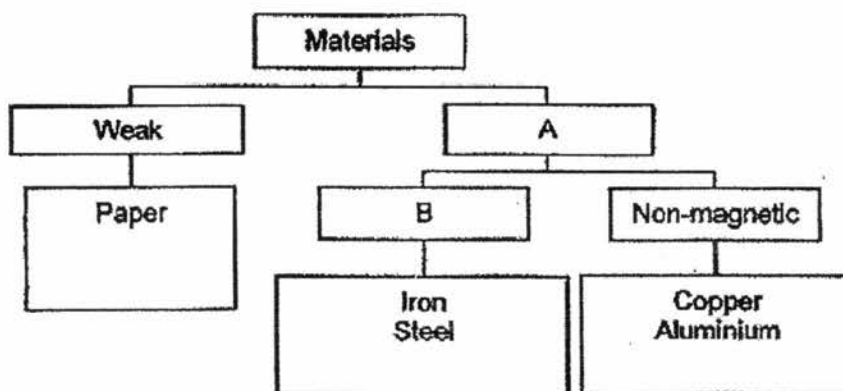 Materials
Weak
A
Paper
B
Non-magnetic
Iron
Steel
Copper
Aluminium